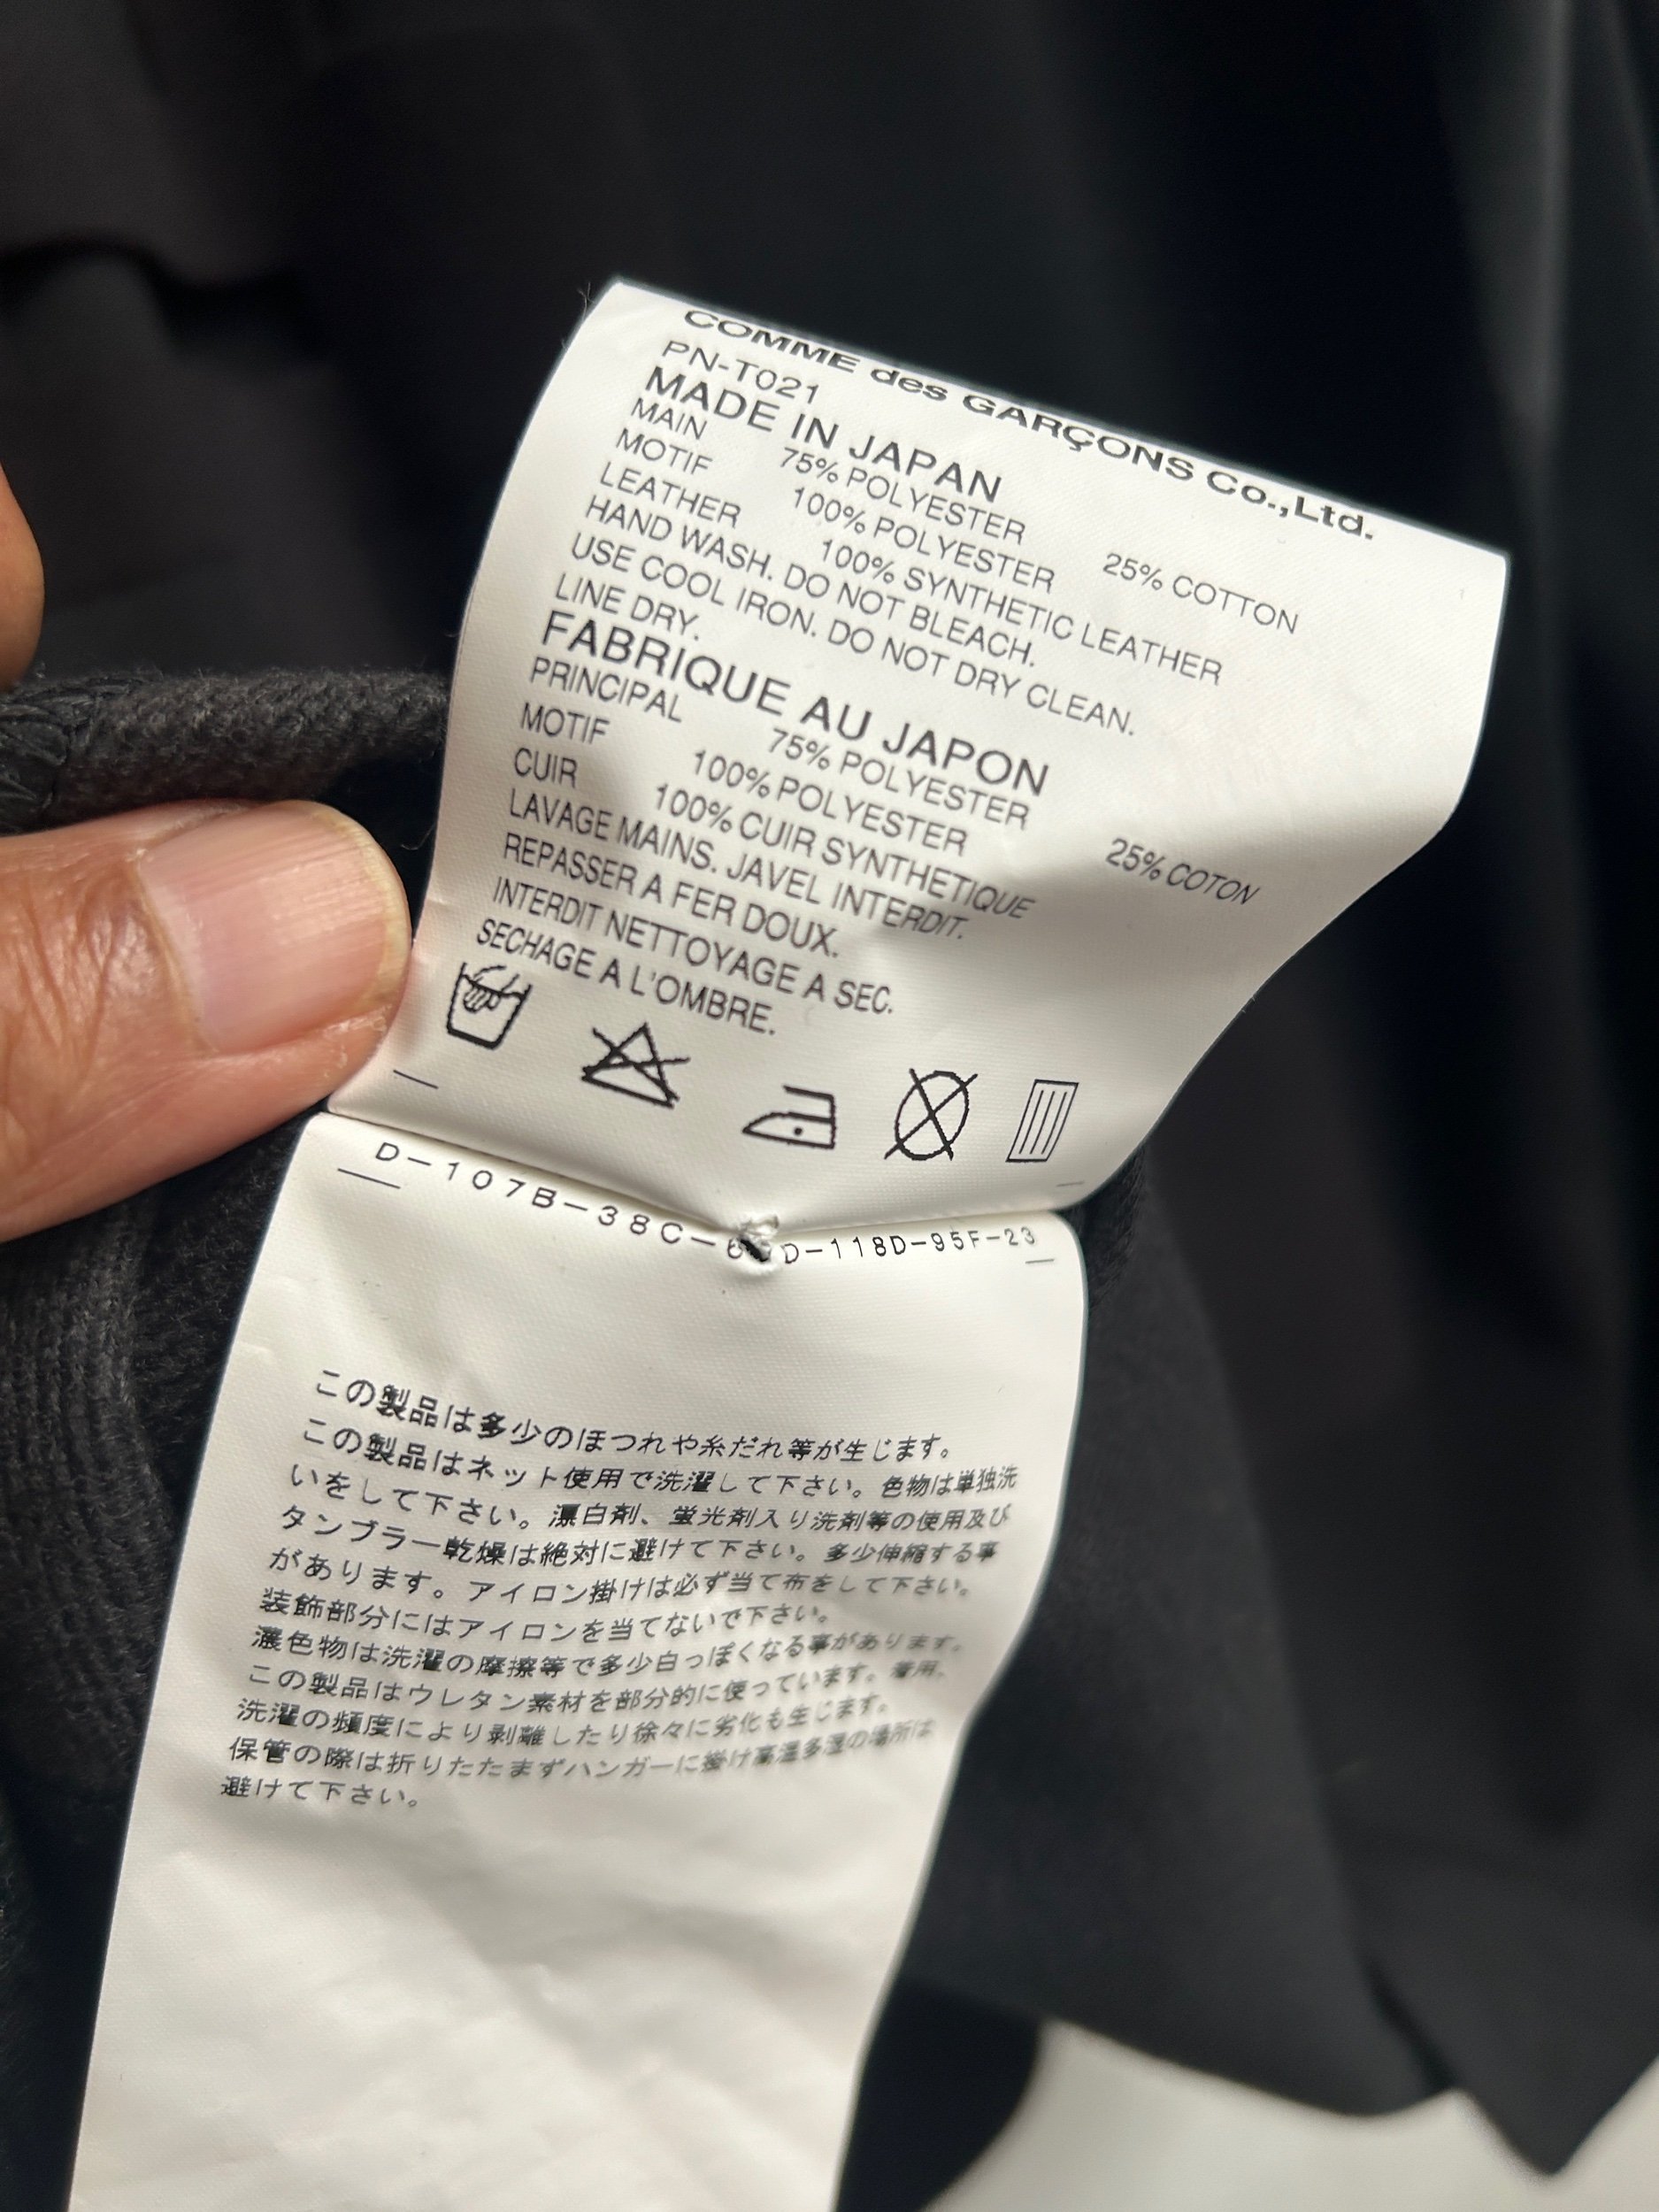 COMME des GARÇONS Co.,Ltd.
PN-T021
MADE IN JAPAN
MAIN 75% POLYESTER 25% COTTON
MOTIF 100% POLYESTER
LEATHER 100% SYNTHETIC LEATHER
HAND WASH. DO NOT BLEACH.
USE COOL IRON. DO NOT DRY CLEAN.
LINE DRY.
FABRIQUE AU JAPON
PRINCIPAL 75% POLYESTER 25% COTON
MOTIF 100% POLYESTER
CUIR 100% CUIR SYNTHETIQUE
LAVAGE MAINS. JAVEL INTERDIT.
REPASSER A FER DOUX.
INTERDIT NETTOYAGE A SEC.
SECHAGE A L'OMBRE.
D-107B-38C-6 D-118D-95F-23
この製品は多少のほつれや糸だれ等が生じます。
この製品はネット使用で洗濯して下さい。色物は単独洗
いをして下さい。漂白剤、蛍光剤入り洗剤等の使用及び
タンブラー乾燥は絶対に避けて下さい。多少伸縮する事
があります。アイロン掛けは必ず当て布をして下さい。
装飾部分にはアイロンを当てないで下さい。
濃色物は洗濯の摩擦等で多少白っぽくなる事があります。
この製品はウレタン素材を部分的に使っています。着用、
洗濯の頻度により剥離したり徐々に劣化も生じます。
保管の際は折りたたまずハンガーに掛け高温多湿の場所は
避けて下さい。